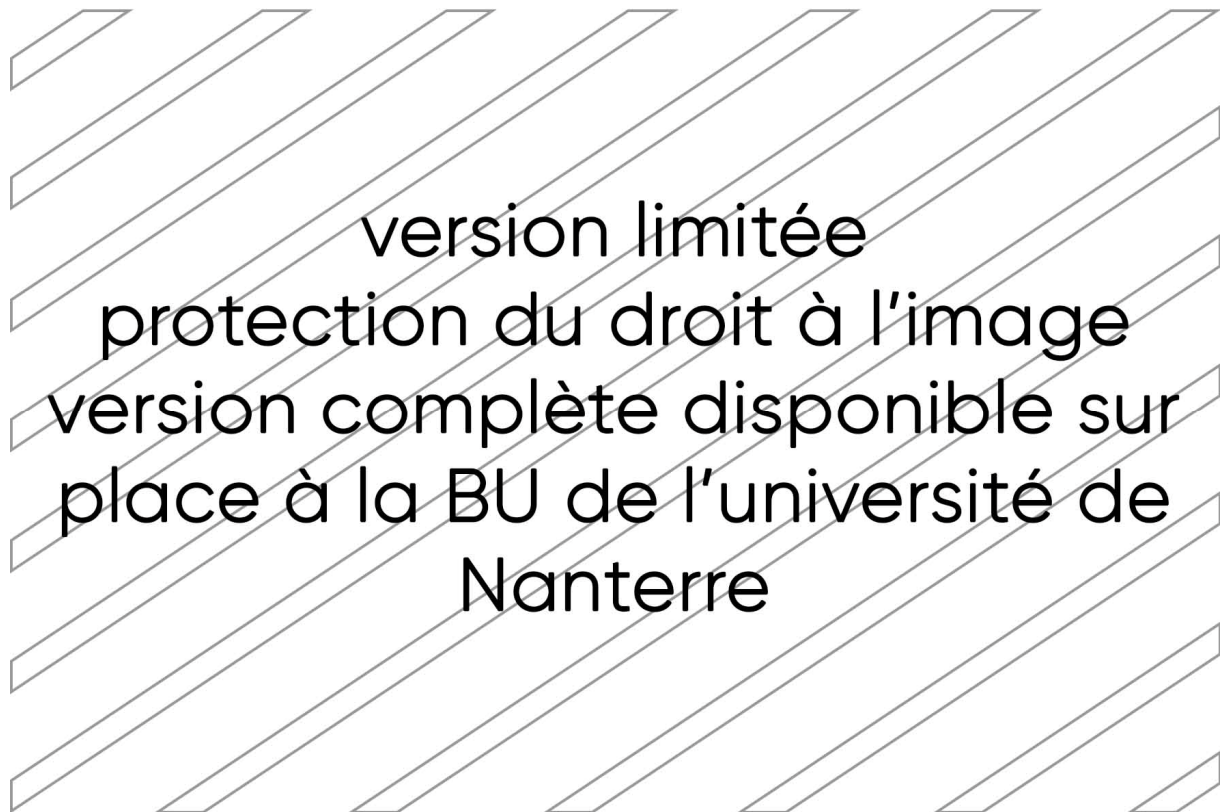 version limitée
protection du droit à l’image
version complète disponible sur
place à la BU de l’université de
Nanterre